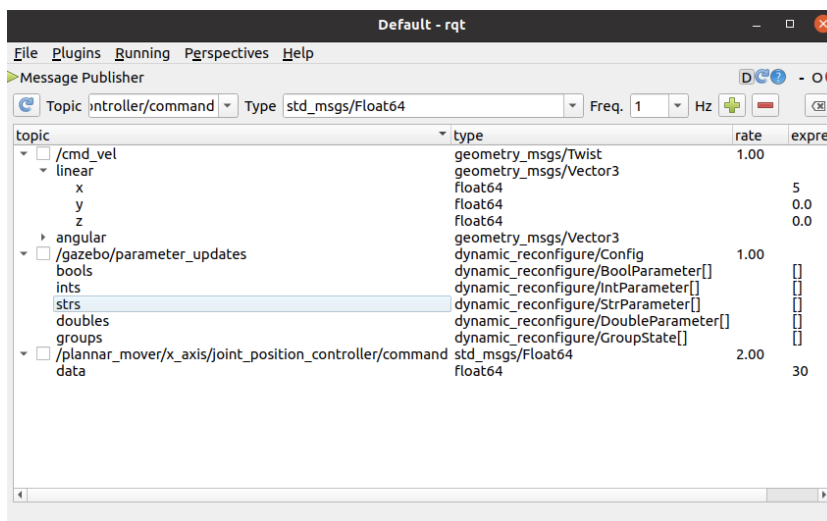 Default - rqt
File Plugins Running Perspectives Help
Message Publisher D ? - O
Topic ntroller/command Type std_msgs/Float64 Freq. 1 Hz
topic type rate expre
/cmd_vel geometry_msgs/Twist 1.00
linear geometry_msgs/Vector3
x float64 5
y float64 0.0
z float64 0.0
angular geometry_msgs/Vector3
/gazebo/parameter_updates dynamic_reconfigure/Config 1.00
bools dynamic_reconfigure/BoolParameter[] []
ints dynamic_reconfigure/IntParameter[] []
strs dynamic_reconfigure/StrParameter[] []
doubles dynamic_reconfigure/DoubleParameter[] []
groups dynamic_reconfigure/GroupState[] []
/plannar_mover/x_axis/joint_position_controller/command std_msgs/Float64 2.00
data float64 30